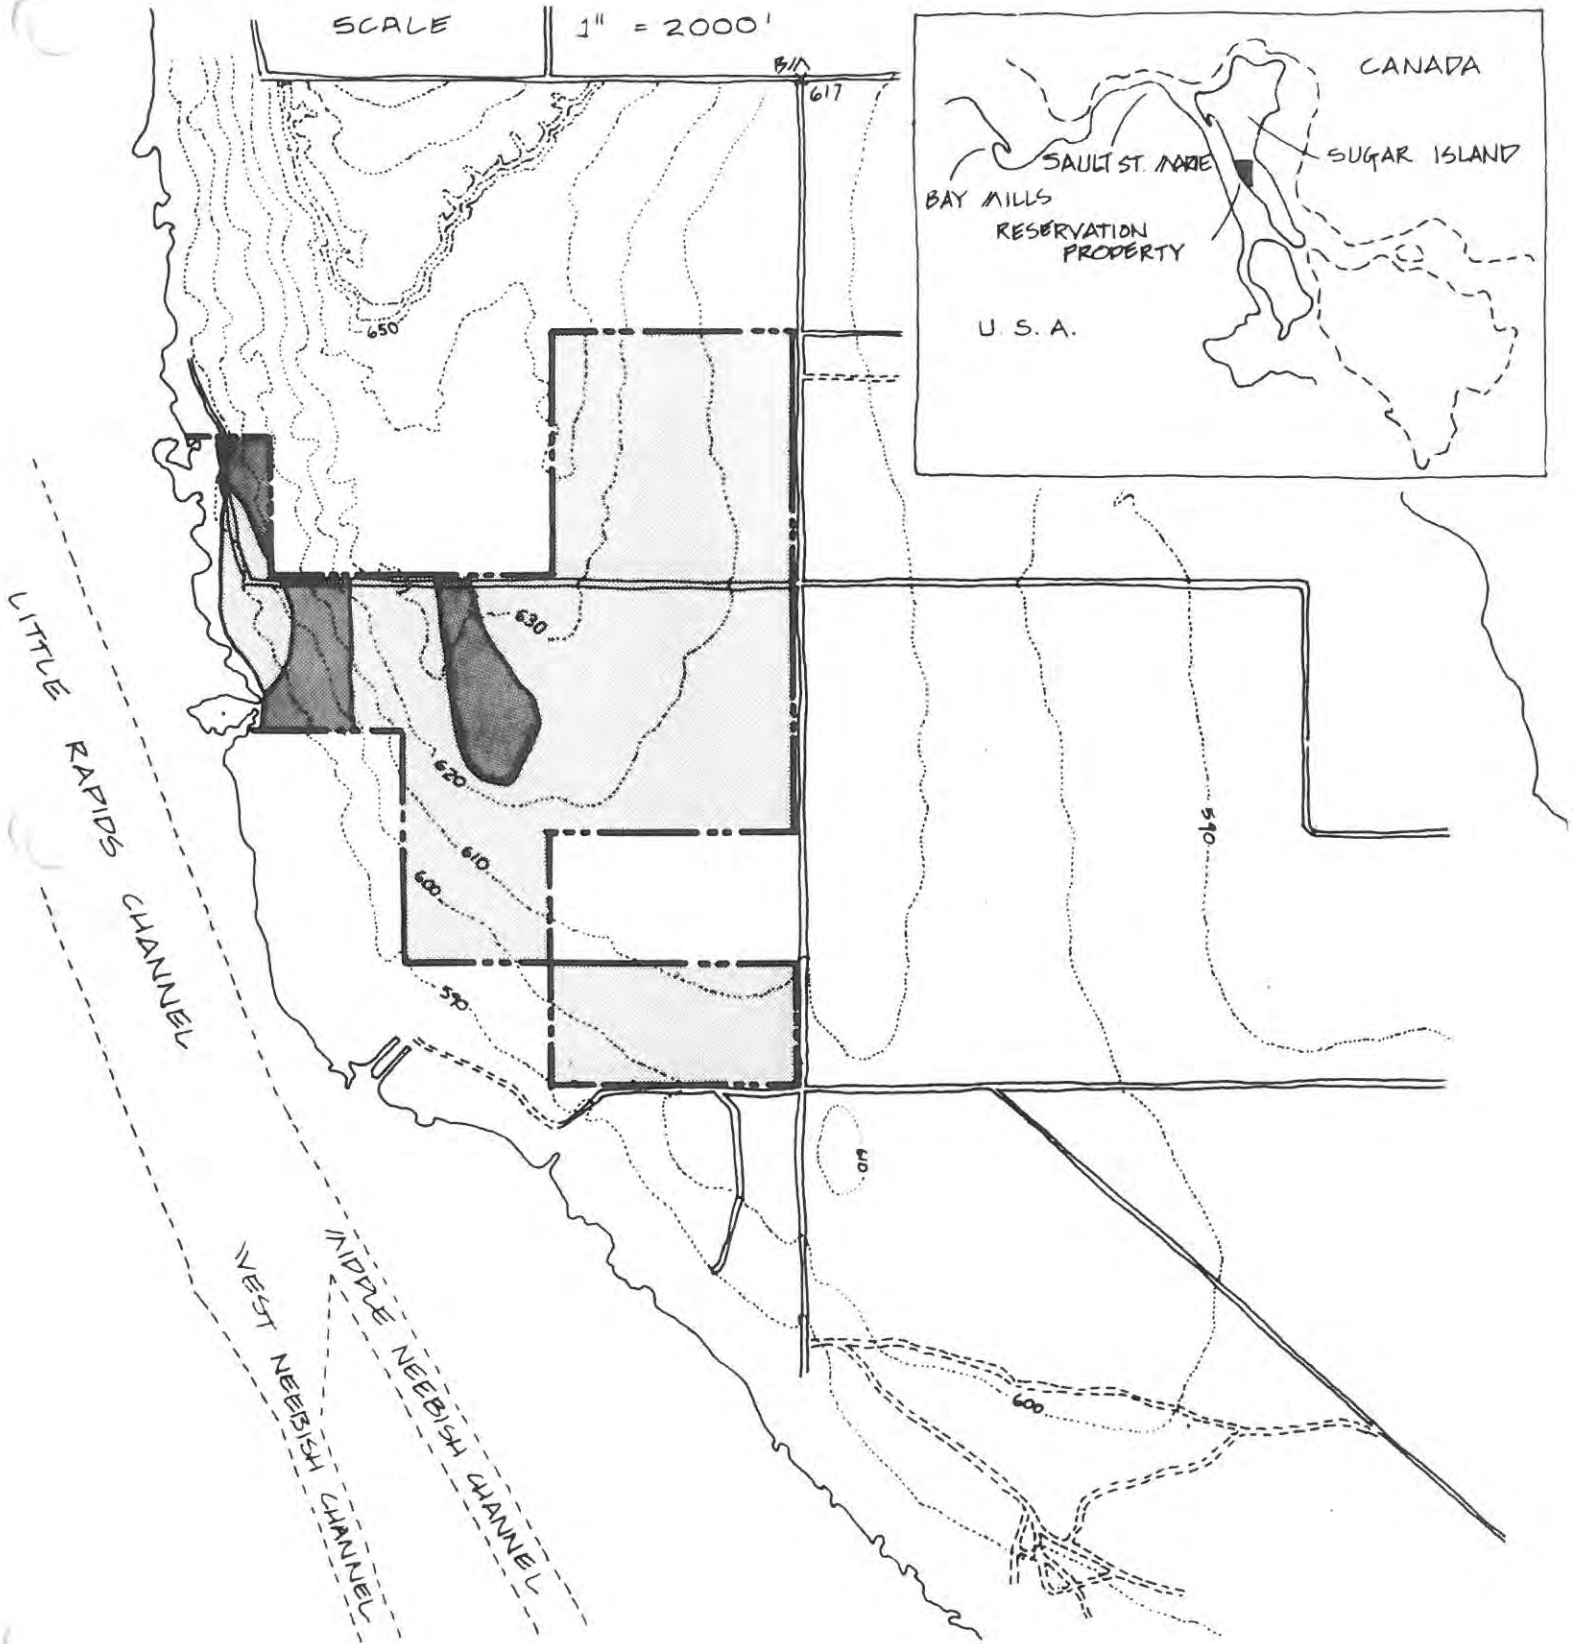 SCALE 1" = 2000'
BM
617
CANADA
SUGAR ISLAND
SAULT ST. MARIE
BAY MILLS
RESERVATION
PROPERTY
U. S. A.
650
630
620
610
600
590
590
610
600
LITTLE RAPIDS CHANNEL
WEST NEEBISH CHANNEL
MIDDLE NEEBISH CHANNEL